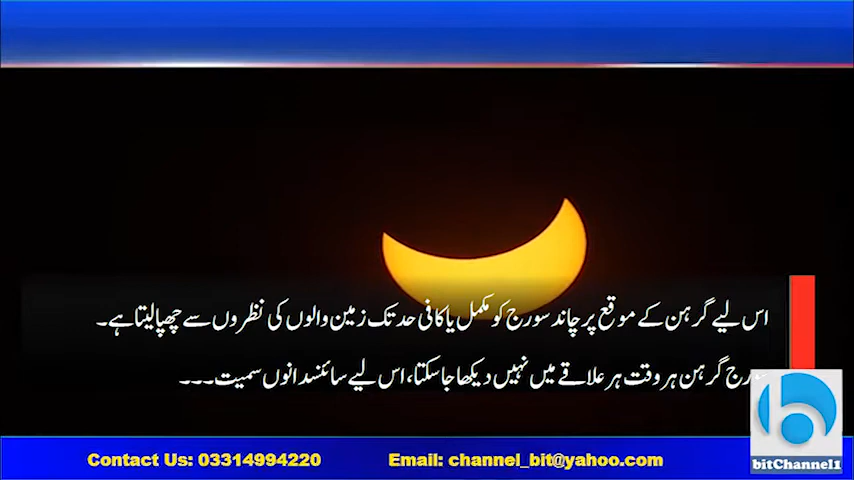 اس لیے گرہن کے موقع پر چاند سورج کو مکمل یا کافی حد تک زمین والوں کی نظروں سے چھپا لیتا ہے۔
سورج گرہن ہر وقت ہر علاقے میں نہیں دیکھا جا سکتا، اس لیے سائنسدانوں سمیت۔۔۔
bitChannel1
Contact Us: 03314994220 Email: channel_bit@yahoo.com